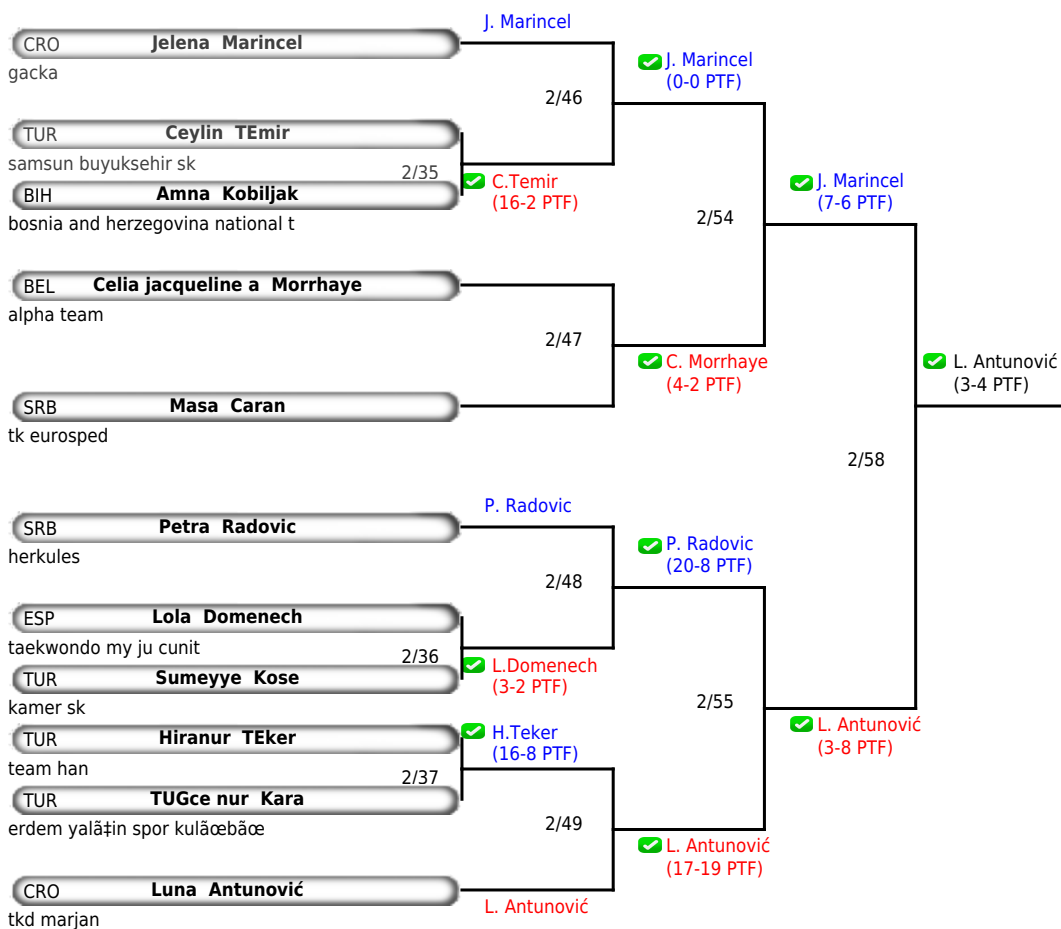 J. Marincel
CRO Jelena Marincel
gacka
J. Marincel
(0-0 PTF)
2/46
TUR Ceylin TEmir
samsun buyuksehir sk
2/35
C.Temir
(16-2 PTF)
BIH Amna Kobiljak
bosnia and herzegovina national t
J. Marincel
(7-6 PTF)
2/54
BEL Celia jacqueline a Morrhaye
alpha team
2/47
C. Morrhaye
(4-2 PTF)
L. Antunović
(3-4 PTF)
SRB Masa Caran
tk eurosped
2/58
P. Radovic
SRB Petra Radovic
herkules
P. Radovic
(20-8 PTF)
2/48
ESP Lola Domenech
taekwondo my ju cunit
2/36
L.Domenech
(3-2 PTF)
TUR Sumeyye Kose
kamer sk
2/55
L. Antunović
(3-8 PTF)
TUR Hiranur TEker
team han
H.Teker
(16-8 PTF)
2/37
TUR TUGce nur Kara
erdem yalã‡in spor kulãœbãœ
2/49
L. Antunović
(17-19 PTF)
CRO Luna Antunović
tkd marjan
L. Antunović